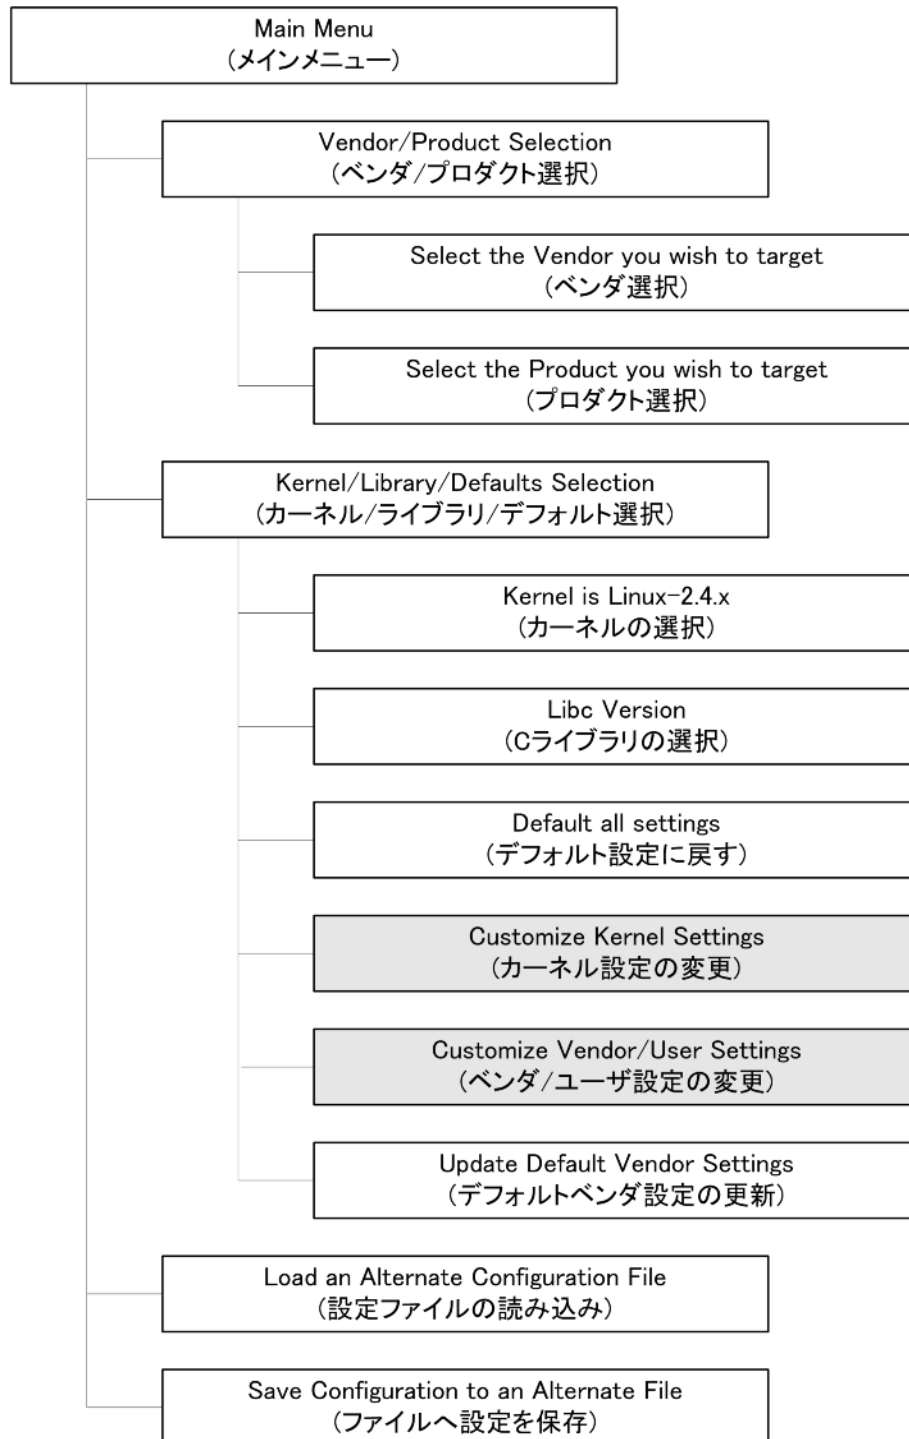 Main Menu
(メインメニュー)
Vendor/Product Selection
(ベンダ/プロダクト選択)
Select the Vendor you wish to target
(ベンダ選択)
Select the Product you wish to target
(プロダクト選択)
Kernel/Library/Defaults Selection
(カーネル/ライブラリ/デフォルト選択)
Kernel is Linux-2.4.x
(カーネルの選択)
Libc Version
(Cライブラリの選択)
Default all settings
(デフォルト設定に戻す)
Customize Kernel Settings
(カーネル設定の変更)
Customize Vendor/User Settings
(ベンダ/ユーザ設定の変更)
Update Default Vendor Settings
(デフォルトベンダ設定の更新)
Load an Alternate Configuration File
(設定ファイルの読み込み)
Save Configuration to an Alternate File
(ファイルへ設定を保存)